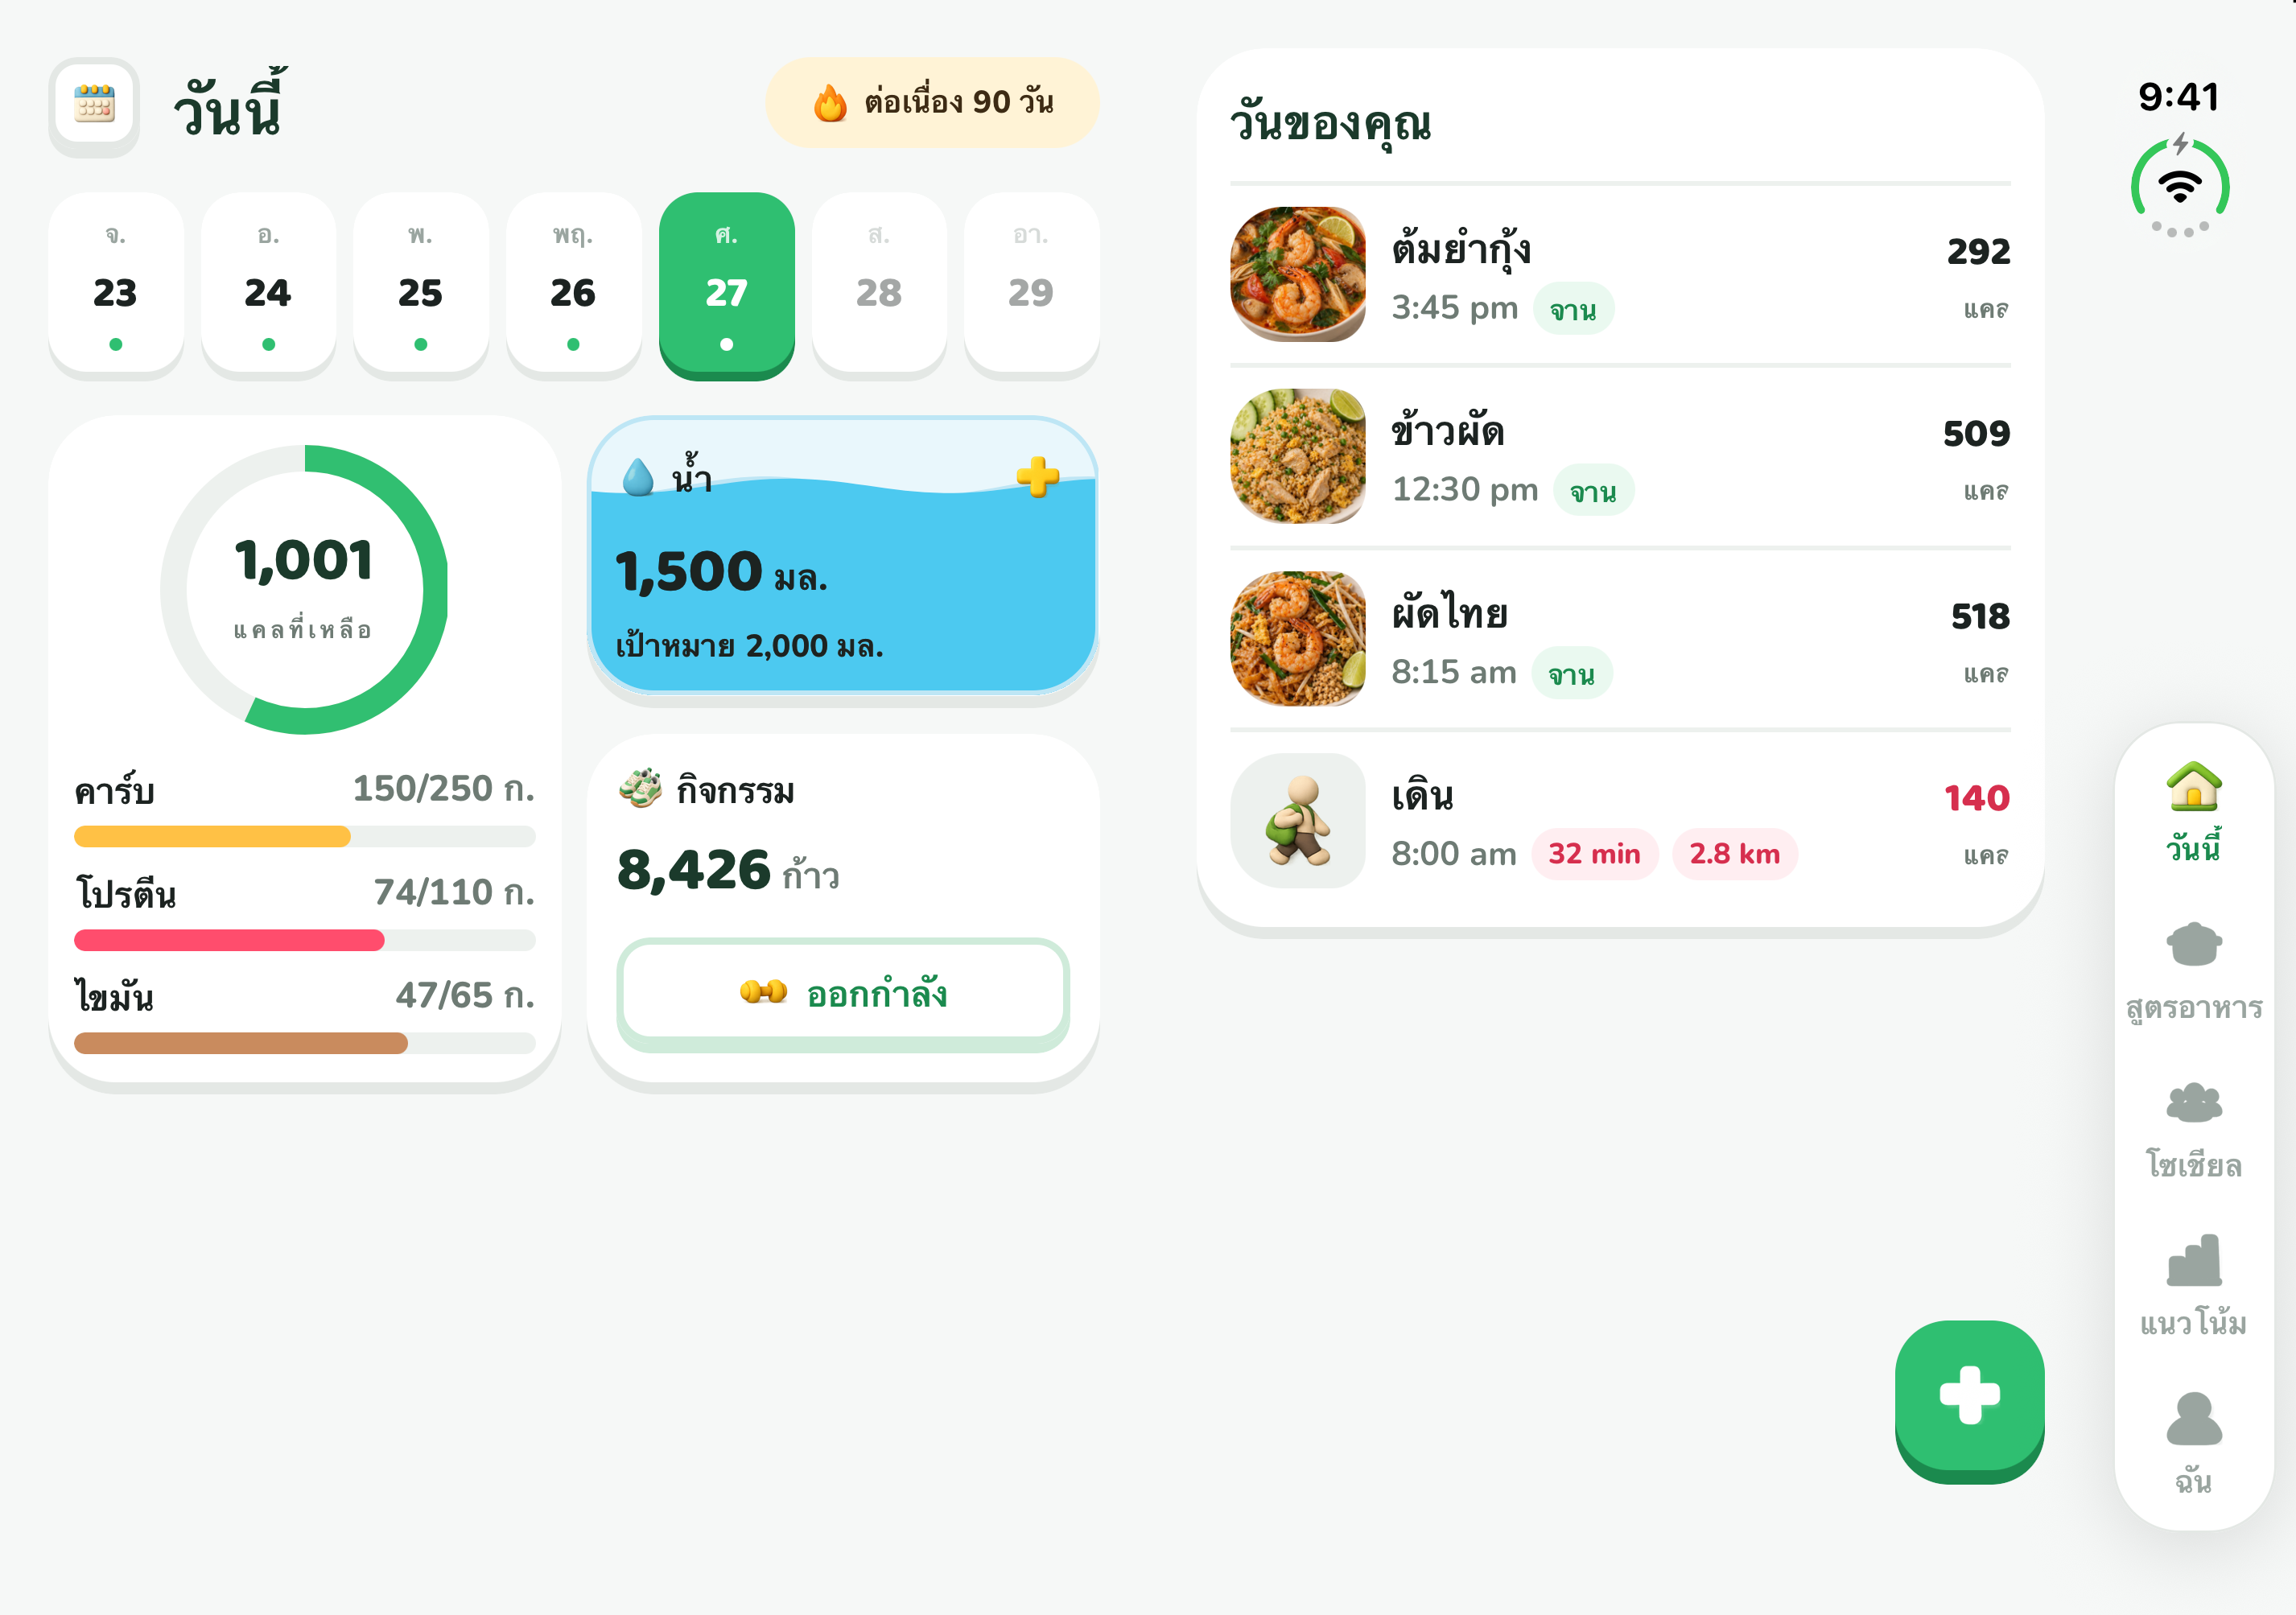 วันนี้
ต่อเนื่อง 90 วัน
จ. อ. พ. พฤ. ศ. ส. อา.
23 24 25 26 27 28 29
1,001
แคลที่เหลือ
คาร์บ 150/250 ก.
โปรตีน 74/110 ก.
ไขมัน 47/65 ก.
น้ำ
1,500 มล.
เป้าหมาย 2,000 มล.
กิจกรรม
8,426 ก้าว
ออกกำลัง
วันของคุณ
ต้มยำกุ้ง 292
3:45 pm จาน แคล
ข้าวผัด 509
12:30 pm จาน แคล
ผัดไทย 518
8:15 am จาน แคล
เดิน 140
8:00 am 32 min 2.8 km แคล
9:41
วันนี้
สูตรอาหาร
โซเชียล
แนวโน้ม
ฉัน